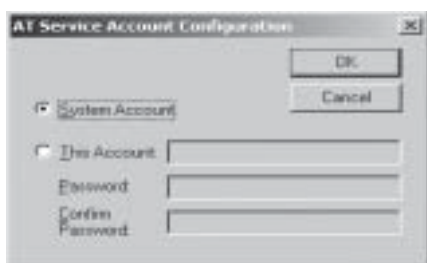 AT Service Account Configuration
OK
Cancel
System Account
This Account
Password
Confirm
Password